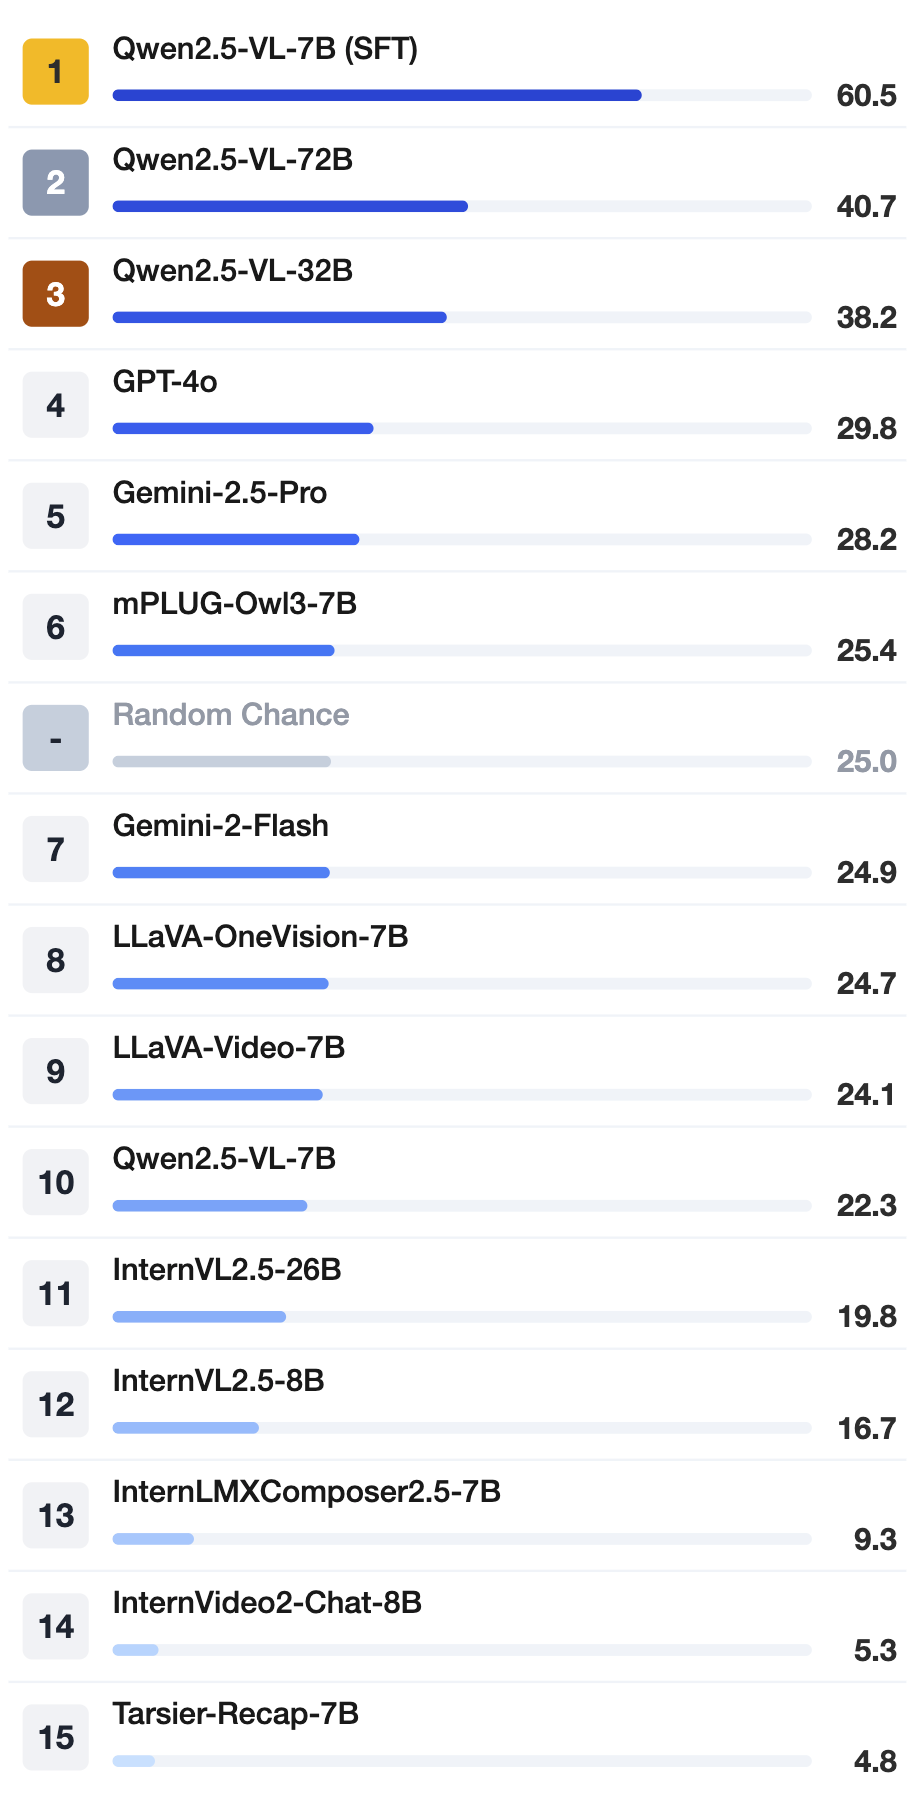 1
Qwen2.5-VL-7B (SFT)
60.5
2
Qwen2.5-VL-72B
40.7
3
Qwen2.5-VL-32B
38.2
4
GPT-4o
29.8
5
Gemini-2.5-Pro
28.2
6
mPLUG-Owl3-7B
25.4
-
Random Chance
25.0
7
Gemini-2-Flash
24.9
8
LLaVA-OneVision-7B
24.7
9
LLaVA-Video-7B
24.1
10
Qwen2.5-VL-7B
22.3
11
InternVL2.5-26B
19.8
12
InternVL2.5-8B
16.7
13
InternLMXComposer2.5-7B
9.3
14
InternVideo2-Chat-8B
5.3
15
Tarsier-Recap-7B
4.8